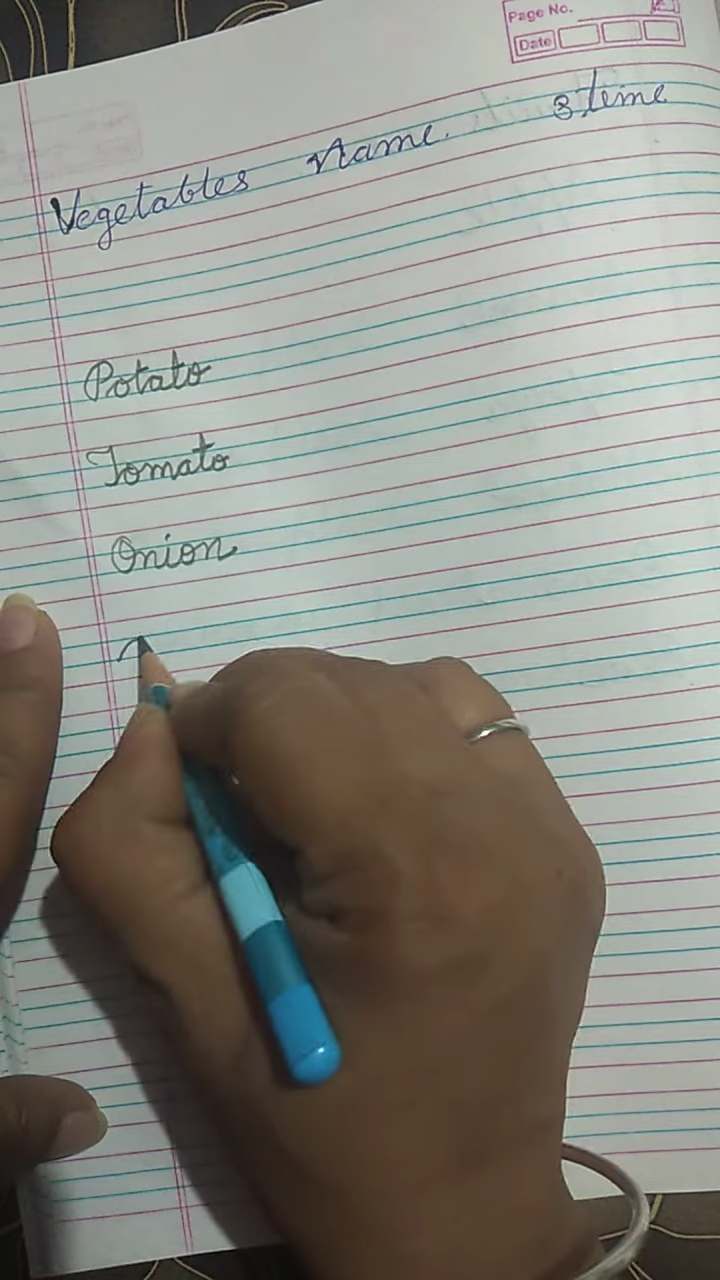 Page No.
Date
Vegetables Name. 3 time
Potato
Tomato
Onion